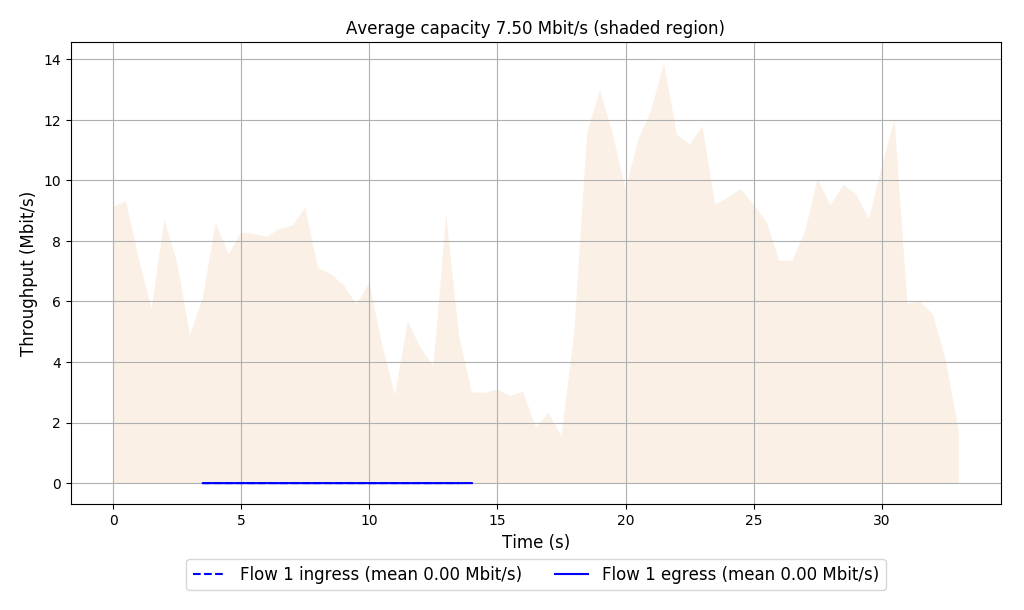 Average capacity 7.50 Mbit/s (shaded region)
Throughput (Mbit/s)
14
12
10
8
6
4
2
0
0 5 10 15 20 25 30
Time (s)
Flow 1 ingress (mean 0.00 Mbit/s) Flow 1 egress (mean 0.00 Mbit/s)